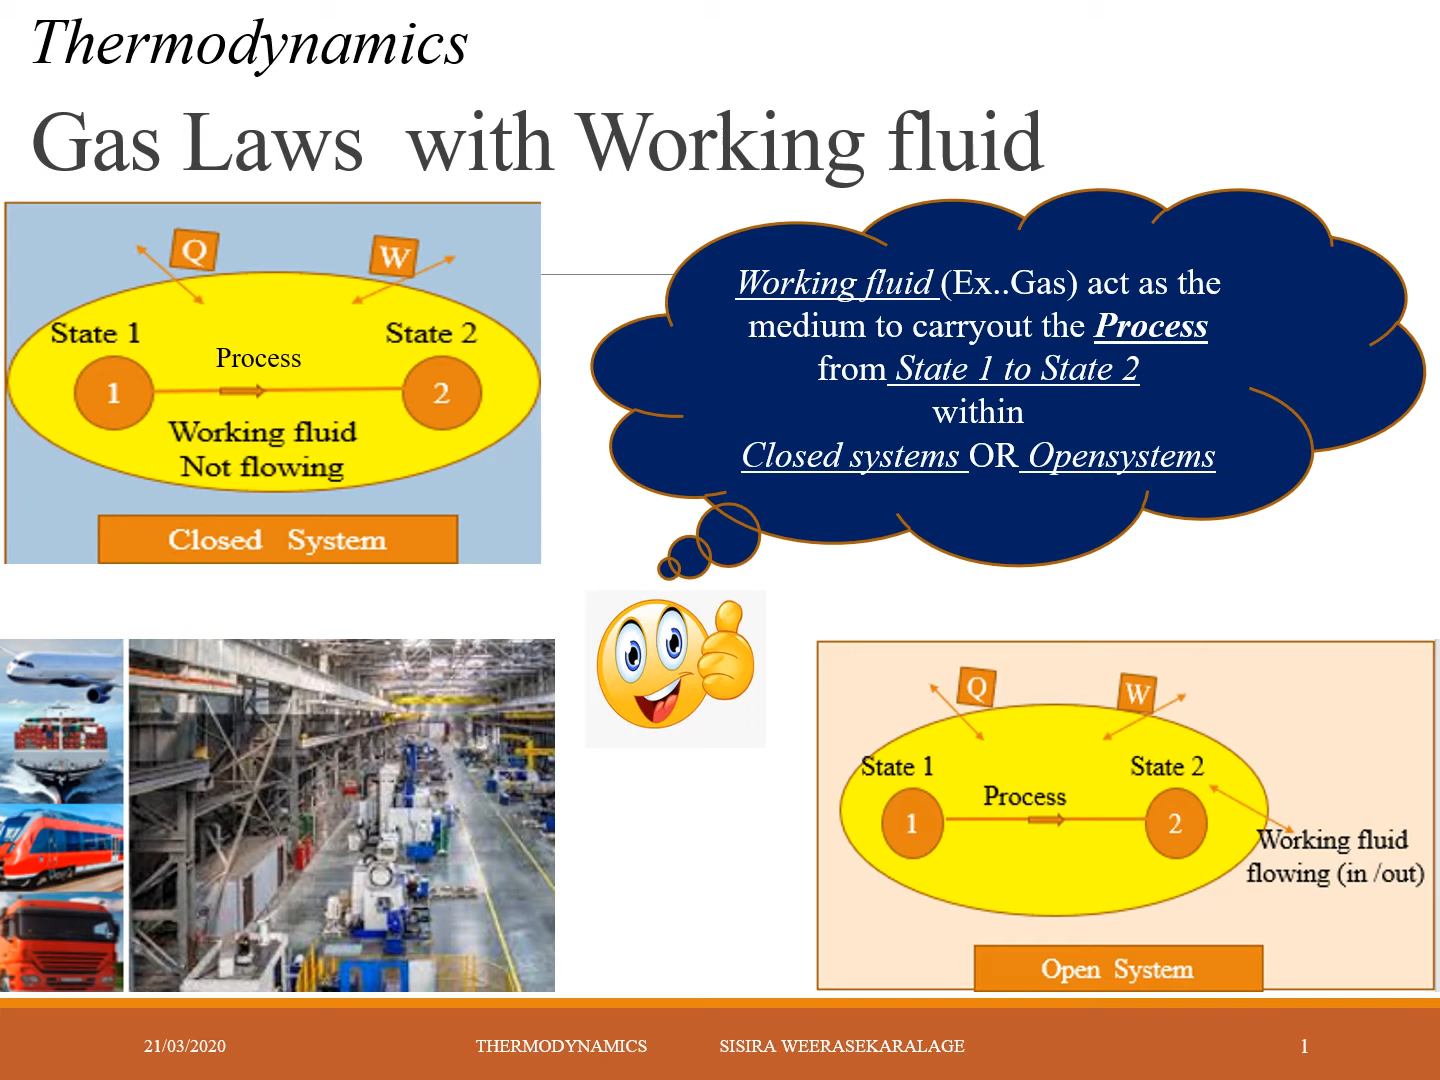 Thermodynamics
Gas Laws with Working fluid
Q
W
State 1
State 2
Process
1
2
Working fluid
Not flowing
Closed System
Working fluid (Ex..Gas) act as the
medium to carryout the Process
from State 1 to State 2
within
Closed systems OR Opensystems
Q
W
State 1
State 2
Process
1
2
Working fluid
flowing (in /out)
Open System
21/03/2020
THERMODYNAMICS SISIRA WEERASEKARALAGE
1